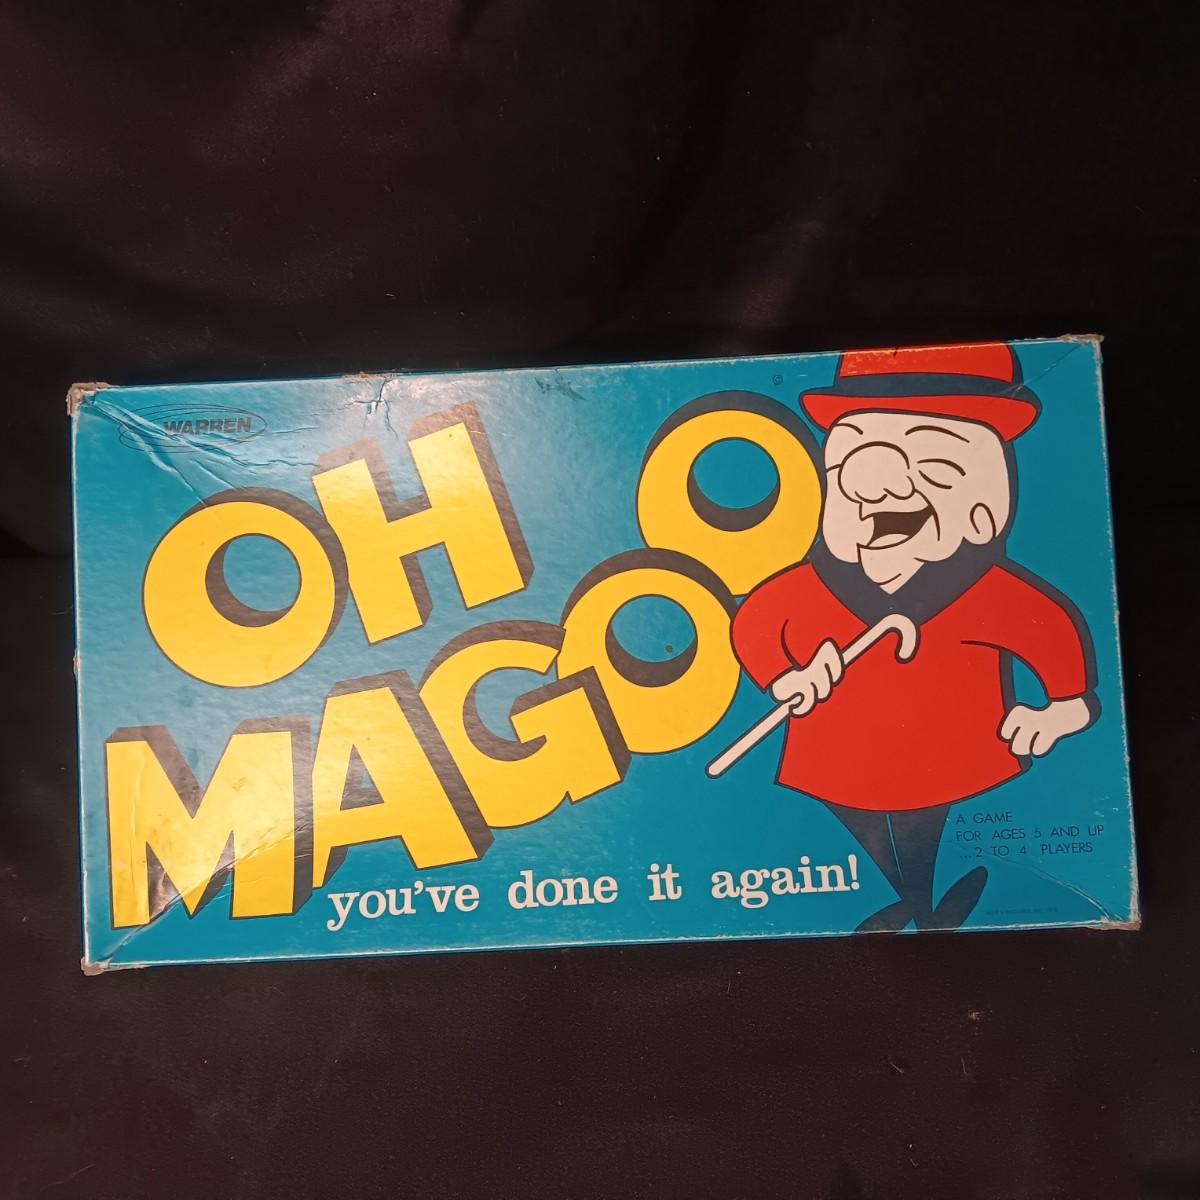 WARREN
©
OH
MAGOO
you've done it again!
A GAME
FOR AGES 5 AND UP
...2 TO 4 PLAYERS